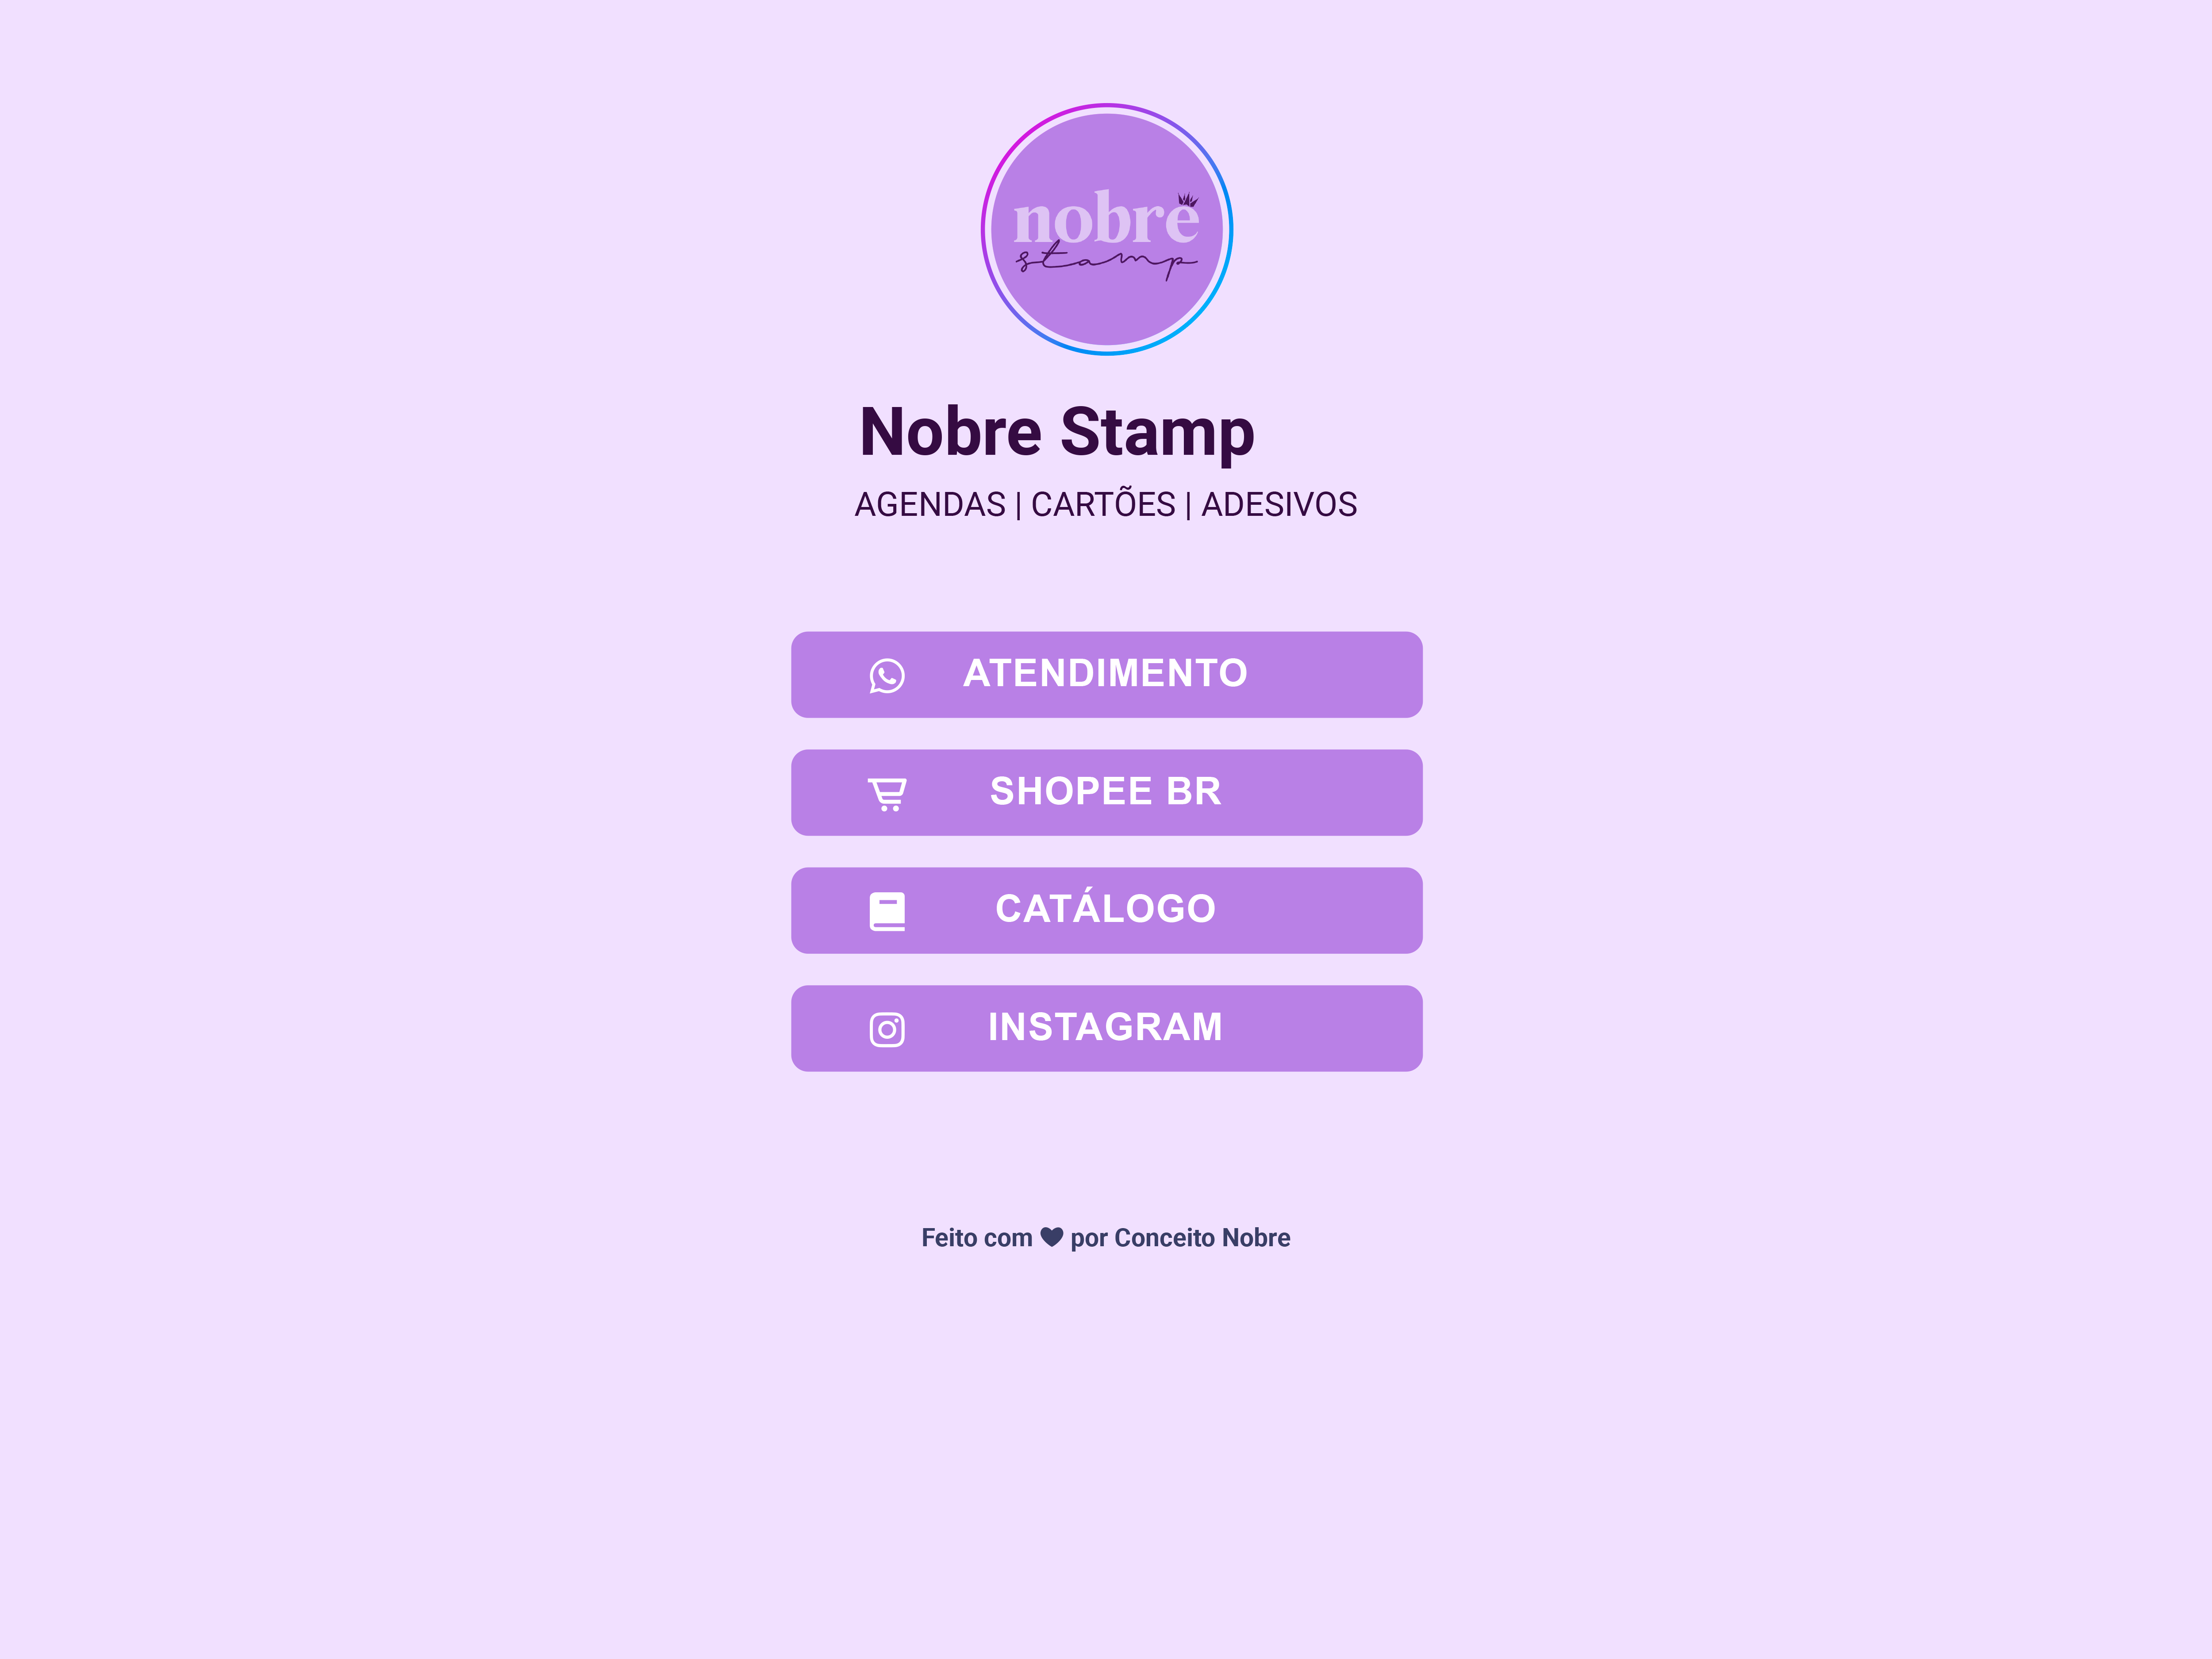 nobre
stamp
Nobre Stamp
AGENDAS | CARTÕES | ADESIVOS
ATENDIMENTO
SHOPEE BR
CATÁLOGO
INSTAGRAM
Feito com ♥ por Conceito Nobre